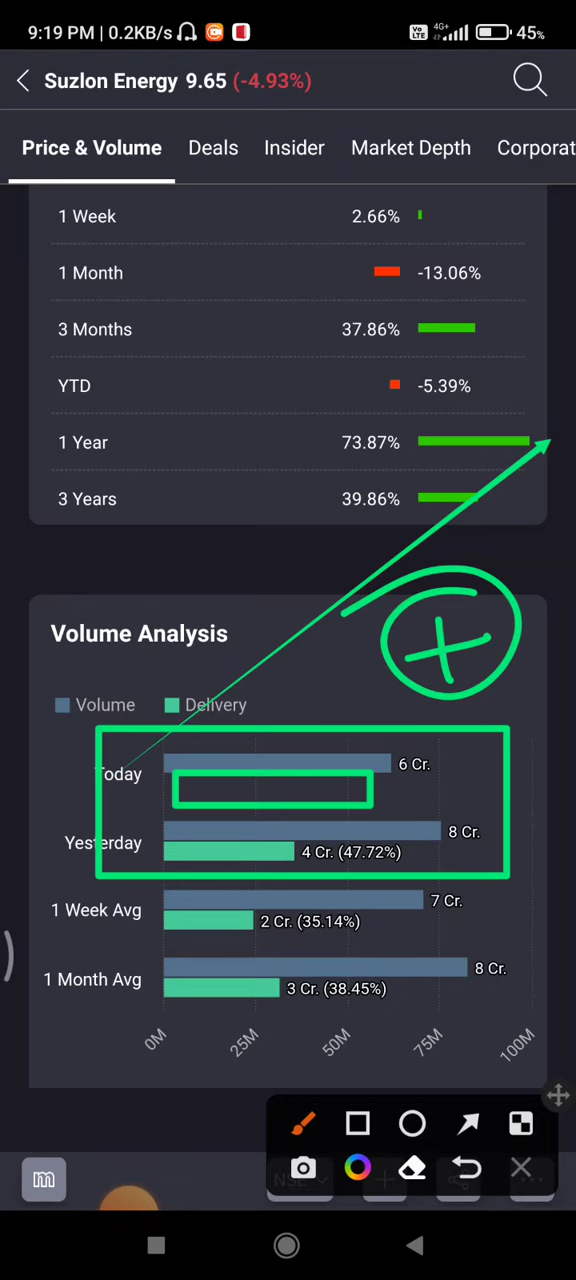 9:19 PM | 0.2KB/s Vo LTE 4G+ 45%
Suzlon Energy 9.65 (-4.93%)
Price & Volume Deals Insider Market Depth Corporat
1 Week 2.66%
1 Month -13.06%
3 Months 37.86%
YTD -5.39%
1 Year 73.87%
3 Years 39.86%
Volume Analysis
Volume Delivery
Today 6 Cr.
Yesterday 8 Cr.
4 Cr. (47.72%)
1 Week Avg 7 Cr.
2 Cr. (35.14%)
1 Month Avg 8 Cr.
3 Cr. (38.45%)
0M 25M 50M 75M 100M
m NSE